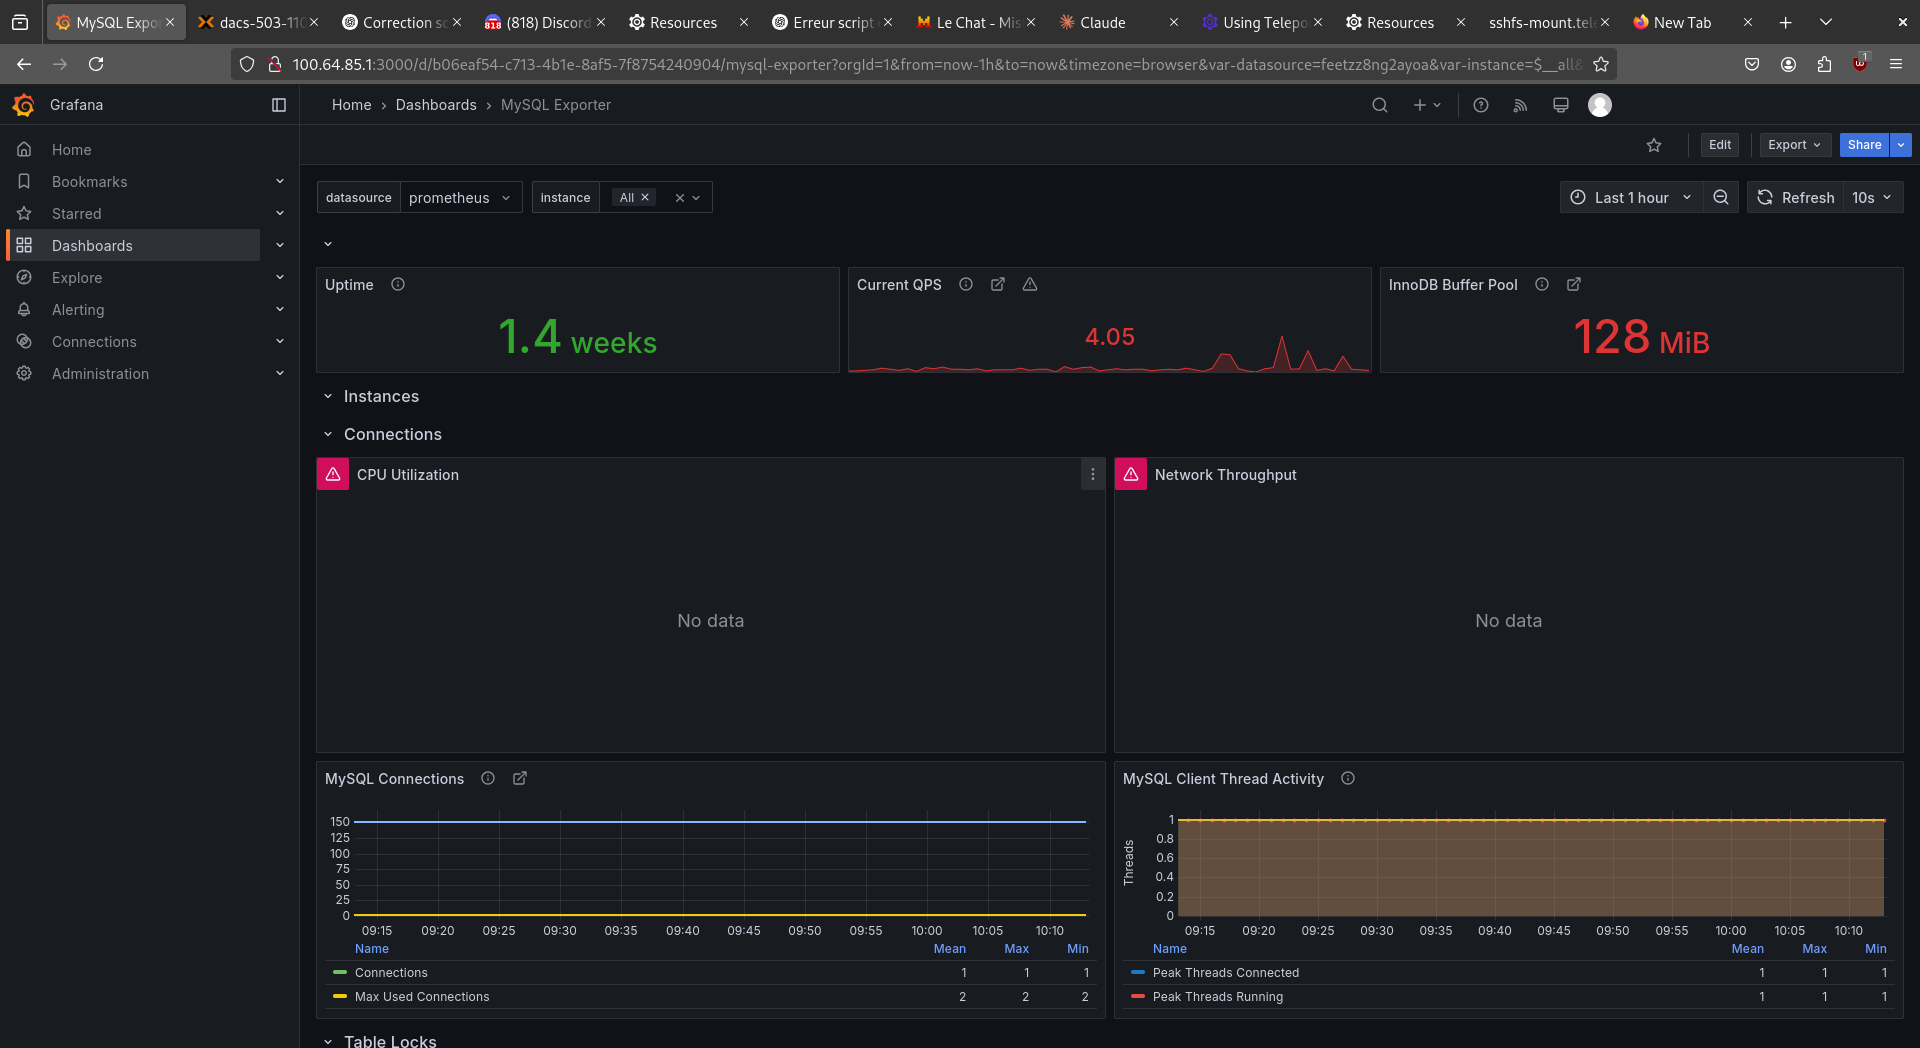 MySQL Expo
dacs-503-110
Correction sc
(818) Discord
Resources
Erreur script
Le Chat - Mis
Claude
Using Telepo
Resources
sshfs-mount.tele
New Tab
100.64.85.1:3000/d/b06eaf54-c713-4b1e-8af5-7f8754240904/mysql-exporter?orgId=1&from=now-1h&to=now&timezone=browser&var-datasource=feetzz8ng2ayoa&var-instance=$__all&
1
Grafana
Home › Dashboards › MySQL Exporter
Edit
Export
Share
Home
Bookmarks
Starred
Dashboards
Explore
Alerting
Connections
Administration
datasource prometheus
instance All
Last 1 hour
Refresh 10s
Uptime
1.4 weeks
Current QPS
4.05
InnoDB Buffer Pool
128 MiB
Instances
Connections
CPU Utilization
No data
Network Throughput
No data
MySQL Connections
150
125
100
75
50
25
0
09:15 09:20 09:25 09:30 09:35 09:40 09:45 09:50 09:55 10:00 10:05 10:10
Name Mean Max Min
Connections 1 1 1
Max Used Connections 2 2 2
MySQL Client Thread Activity
Threads
1
0.8
0.6
0.4
0.2
0
09:15 09:20 09:25 09:30 09:35 09:40 09:45 09:50 09:55 10:00 10:05 10:10
Name Mean Max Min
Peak Threads Connected 1 1 1
Peak Threads Running 1 1 1
Table Locks